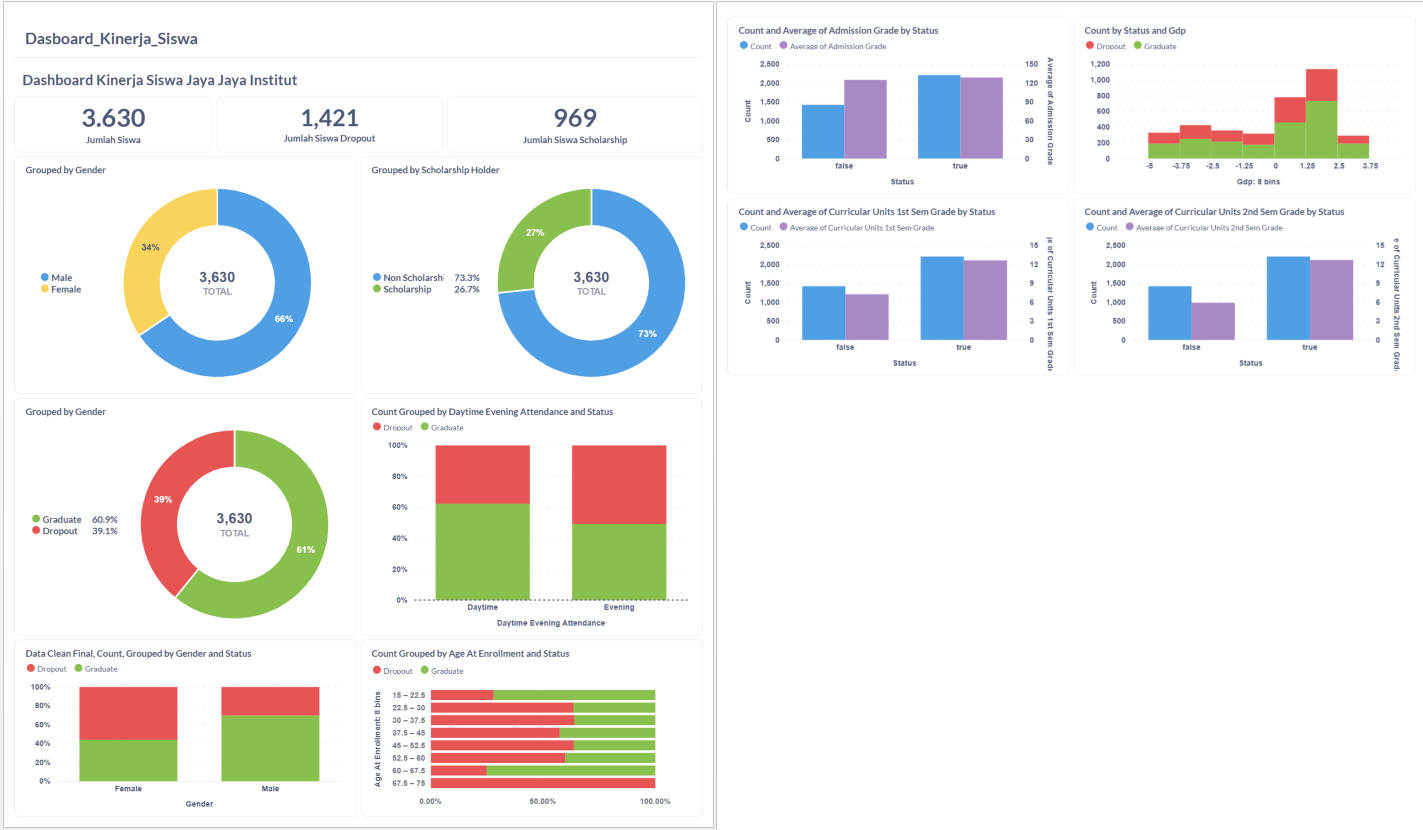 Dasboard_Kinerja_Siswa
Dashboard Kinerja Siswa Jaya Jaya Institut
3.630
Jumlah Siswa
1,421
Jumlah Siswa Dropout
969
Jumlah Siswa Scholarship
Grouped by Gender
34%
66%
3,630
TOTAL
Male
Female
Grouped by Scholarship Holder
27%
73%
3,630
TOTAL
Non Scholarshi 73.3%
Scholarship 26.7%
Grouped by Gender
39%
61%
3,630
TOTAL
Graduate 60.9%
Dropout 39.1%
Count Grouped by Daytime Evening Attendance and Status
Dropout Graduate
100%
80%
60%
40%
20%
0%
Daytime Evening
Daytime Evening Attendance
Data Clean Final, Count, Grouped by Gender and Status
Dropout Graduate
100%
80%
60%
40%
20%
0%
Female Male
Gender
Count Grouped by Age At Enrollment and Status
Dropout Graduate
Age At Enrollment: 8 bins
15 – 22.5
22.5 – 30
30 – 37.5
37.5 – 45
45 – 52.5
52.5 – 60
60 – 67.5
67.5 – 75
0.00% 50.00% 100.00%
Count and Average of Admission Grade by Status
Count Average of Admission Grade
Count
2,500
2,000
1,500
1,000
500
0
150
120
90
60
30
0
Average of Admission Grade
false true
Status
Count by Status and Gdp
Dropout Graduate
1,200
1,000
800
600
400
200
0
-5 -3.75 -2.5 -1.25 0 1.25 2.5 3.75
Gdp: 8 bins
Count and Average of Curricular Units 1st Sem Grade by Status
Count Average of Curricular Units 1st Sem Grade
Count
2,500
2,000
1,500
1,000
500
0
15
12
9
6
3
0
of Curricular Units 1st Sem Grad
false true
Status
Count and Average of Curricular Units 2nd Sem Grade by Status
Count Average of Curricular Units 2nd Sem Grade
Count
2,500
2,000
1,500
1,000
500
0
15
12
9
6
3
0
e of Curricular Units 2nd Sem Grad
false true
Status